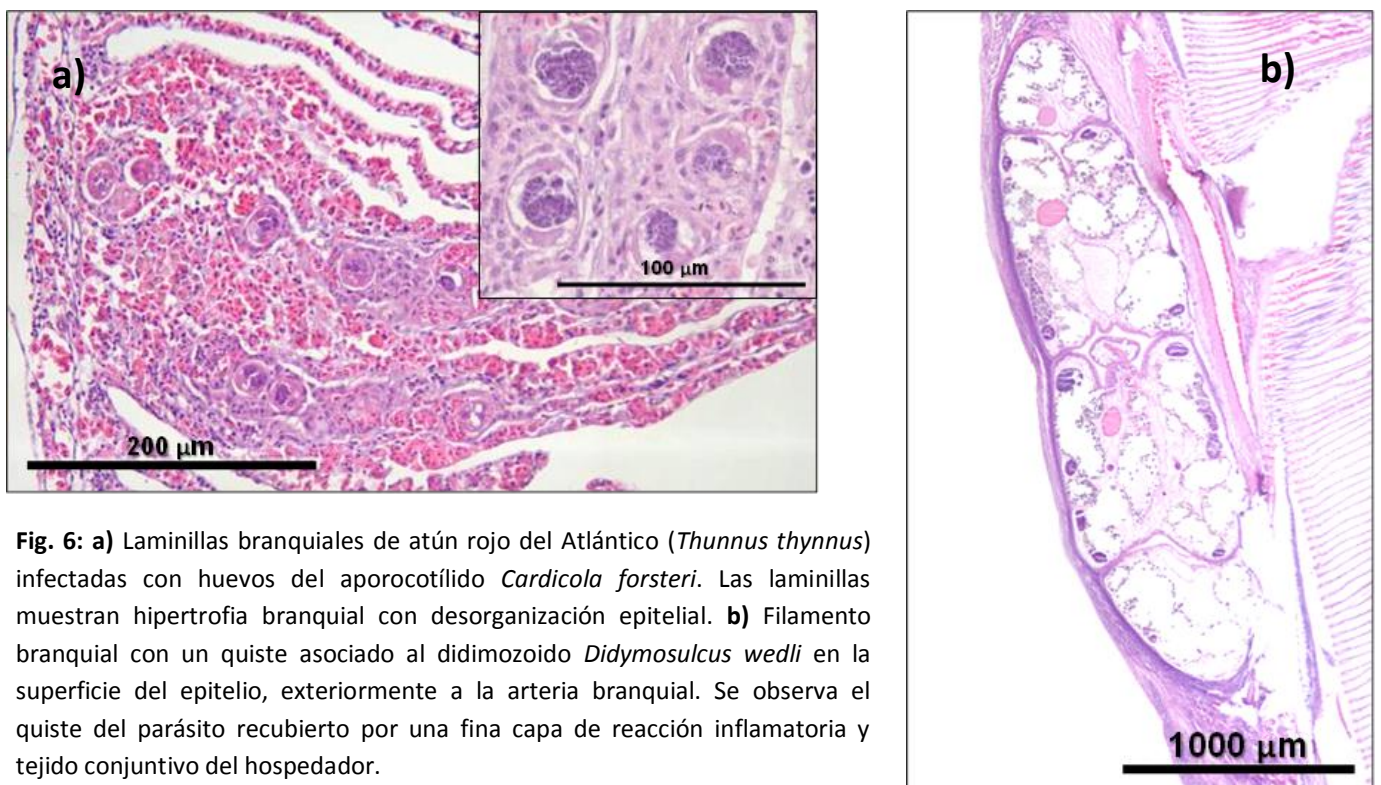 a)
100 μm
200 μm
b)
1000 μm
Fig. 6: a) Laminillas branquiales de atún rojo del Atlántico (Thunnus thynnus)
infectadas con huevos del aporocotílido Cardicola forsteri. Las laminillas
muestran hipertrofia branquial con desorganización epitelial. b) Filamento
branquial con un quiste asociado al didimozoido Didymosulcus wedli en la
superficie del epitelio, exteriormente a la arteria branquial. Se observa el
quiste del parásito recubierto por una fina capa de reacción inflamatoria y
tejido conjuntivo del hospedador.